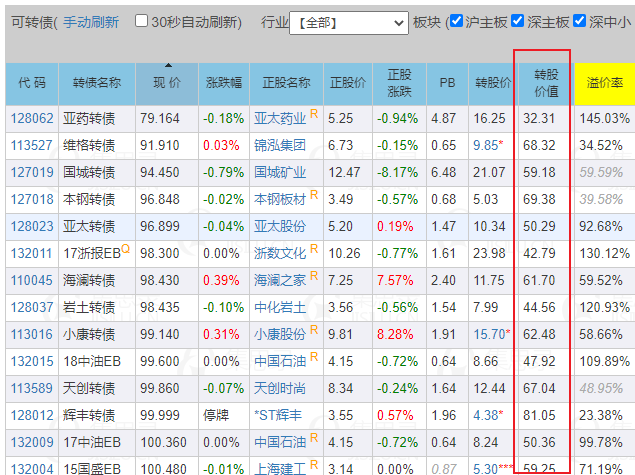 可转债( 手动刷新 30秒自动刷新) 行业【全部】 板块 (沪主板 深主板 深中小
代 码 转债名称 现 价 涨跌幅 正股名称 正股价 正股涨跌 PB 转股价 转股价值 溢价率
128062 亚药转债 79.164 -0.18% 亚太药业 R 5.25 -0.94% 4.87 16.25 32.31 145.03%
113527 维格转债 91.910 0.03% 锦泓集团 6.73 -0.15% 0.65 9.85* 68.32 34.52%
127019 国城转债 94.450 -0.79% 国城矿业 12.47 -8.17% 6.48 21.07 59.18 59.59%
127018 本钢转债 96.848 -0.02% 本钢板材 R 3.49 -0.57% 0.68 5.03 69.38 39.58%
128023 亚太转债 96.899 -0.04% 亚太股份 5.20 0.19% 1.47 10.34 50.29 92.68%
132011 17浙报EBQ 98.300 0.00% 浙数文化 R 10.26 -0.77% 1.61 23.98 42.79 130.12%
110045 海澜转债 98.430 0.39% 海澜之家 R 7.25 7.57% 2.40 11.75 61.70 59.52%
128037 岩土转债 98.435 -0.10% 中化岩土 3.56 -0.56% 1.54 7.99 44.56 120.93%
113016 小康转债 99.140 0.31% 小康股份 R 9.81 8.28% 1.91 15.70* 62.48 58.66%
132015 18中油EB 99.600 0.00% 中国石油 R 4.15 -0.72% 0.64 8.66 47.92 109.89%
113589 天创转债 99.860 -0.07% 天创时尚 8.34 -0.24% 1.64 12.44 67.04 48.95%
128012 辉丰转债 99.999 停牌 *ST辉丰 3.55 0.57% 1.96 4.38* 81.05 23.38%
132009 17中油EB 100.360 0.00% 中国石油 R 4.15 -0.72% 0.64 8.24 50.36 99.78%
132004 15国盛EB 100.480 -0.01% 上海建工 R 3.14 0.00% 0.87 5.30*** 59.25 71.19%